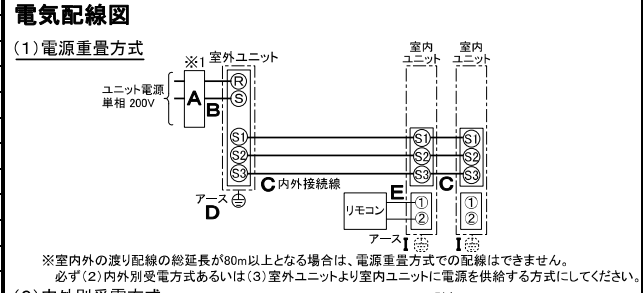 電気配線図
(1)電源重畳方式
※1 室外ユニット
室内
ユニット
室内
ユニット
ユニット電源
単相 200V
A
B
R
S
S1
S2
S3
S1
S2
S3
S1
S2
S3
C 内外接続線
C
アース
D
E
リモコン
①
②
①
②
アース I
I
※室内外の渡り配線の総延長が80m以上となる場合は、電源重畳方式での配線はできません。
必ず(2)内外別受電方式あるいは(3)室外ユニットより室内ユニットに電源を供給する方式にしてください。
(2)内外別受電方式